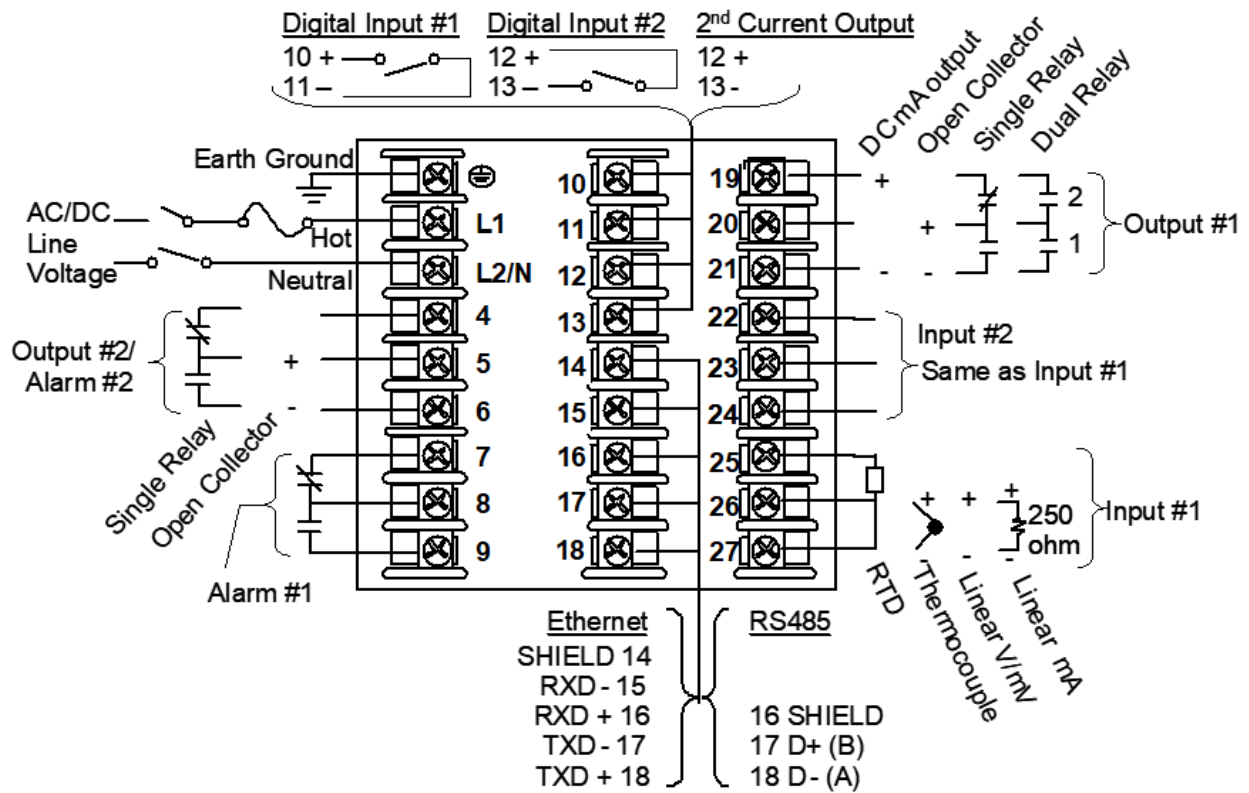 Digital Input #1
10 +
11 –
Digital Input #2
12 +
13 –
2nd Current Output
12 +
13 -
DC mA output
Open Collector
Single Relay
Dual Relay
Earth Ground
AC/DC
Line
Voltage
Hot
Neutral
L1
L2/N
4
5
6
7
8
9
10
11
12
13
14
15
16
17
18
19
20
21
22
23
24
25
26
27
+
-
+
-
2
1
Output #1
Output #2/
Alarm #2
+
-
Single Relay
Open Collector
Alarm #1
Input #2
Same as Input #1
+
-
+
-
+
-
250
ohm
Input #1
RTD
Thermocouple
Linear V/mV
Linear mA
Ethernet
SHIELD 14
RXD - 15
RXD + 16
TXD - 17
TXD + 18
RS485
16 SHIELD
17 D+ (B)
18 D- (A)